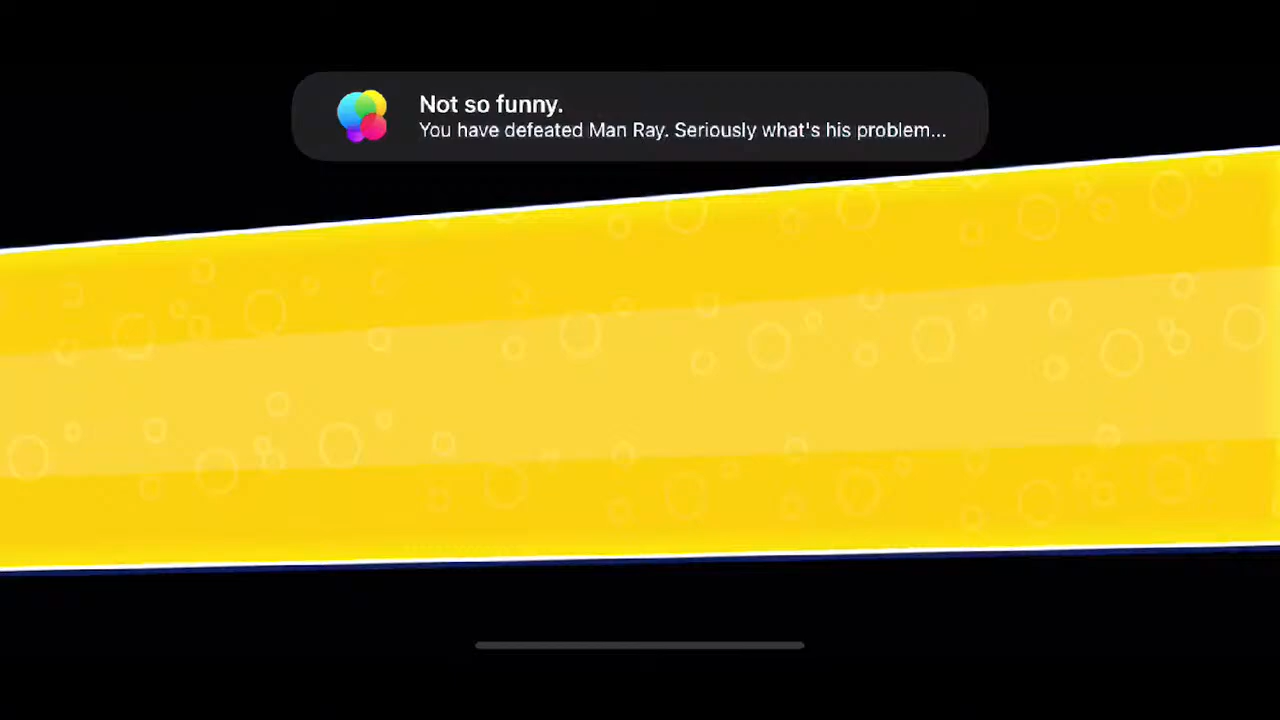 Not so funny.
You have defeated Man Ray. Seriously what's his problem...